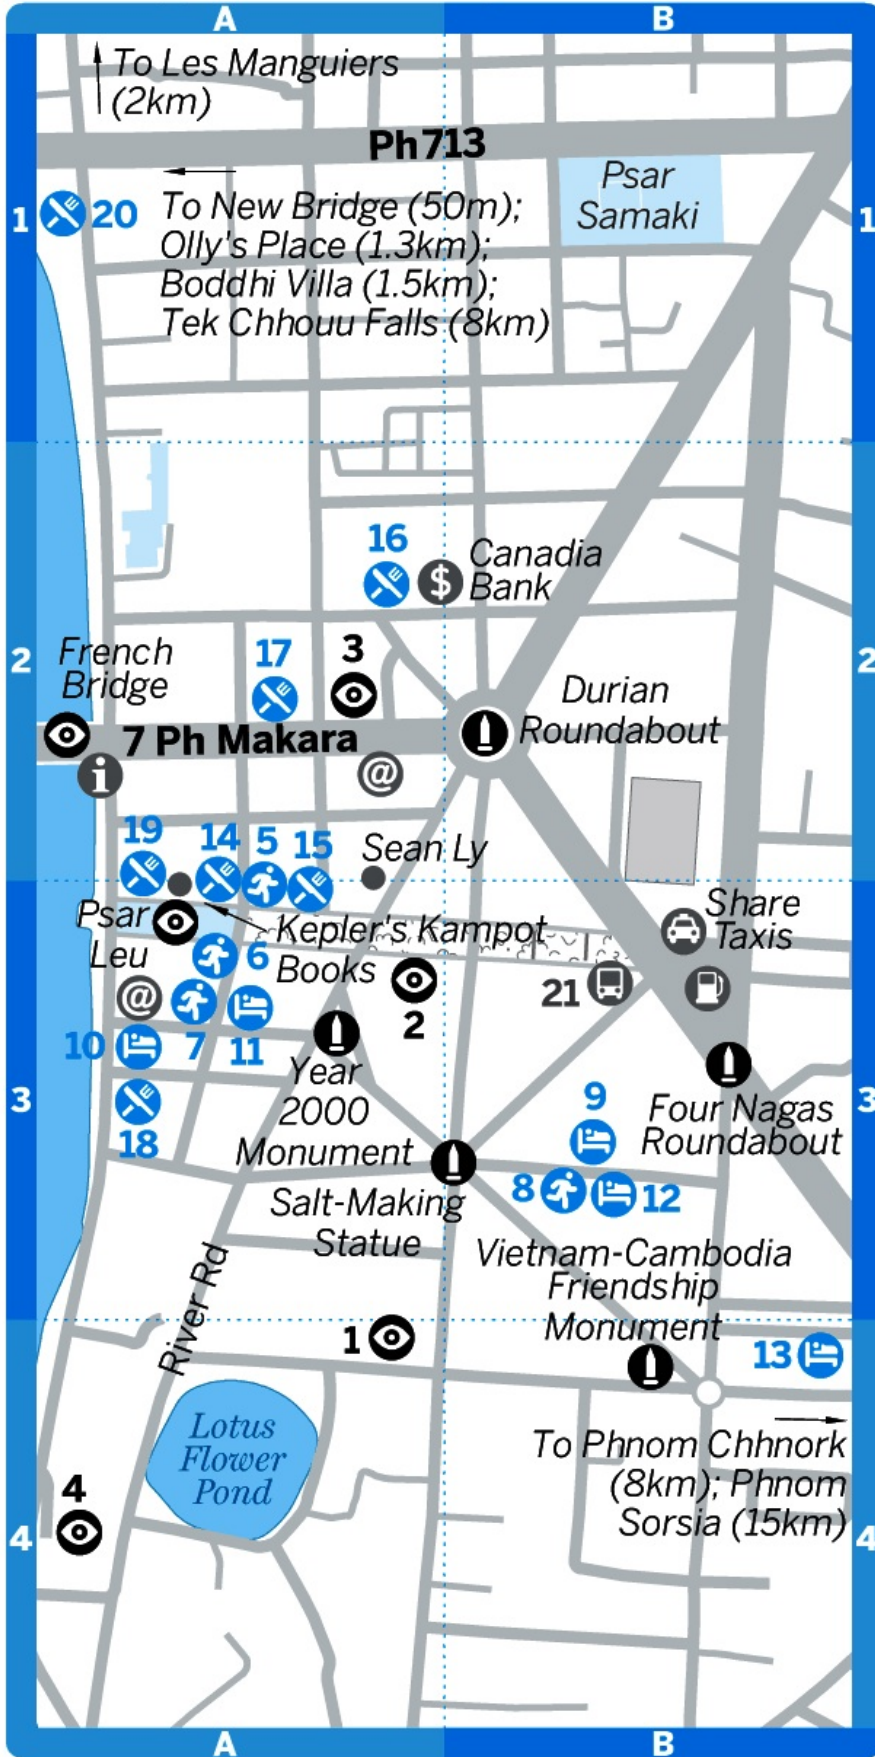 A
B
To Les Manguiers
(2km)
Ph 713
1
20
To New Bridge (50m);
Olly's Place (1.3km);
Boddhi Villa (1.5km);
Tek Chhouu Falls (8km)
Psar
Samaki
1
16
$
Canadia
Bank
2
French
Bridge
17
3
Durian
Roundabout
2
7 Ph Makara
i
@
19
14
5
15
Sean Ly
Psar
Leu
6
Kepler's Kampot
Books
Share
Taxis
@
7
11
2
21
10
Year
2000
Monument
3
18
9
Four Nagas
Roundabout
3
8
12
Salt-Making
Statue
Vietnam-Cambodia
Friendship
Monument
River Rd
1
13
Lotus
Flower
Pond
To Phnom Chhnork
(8km); Phnom
Sorsia (15km)
4
4
4
A
B